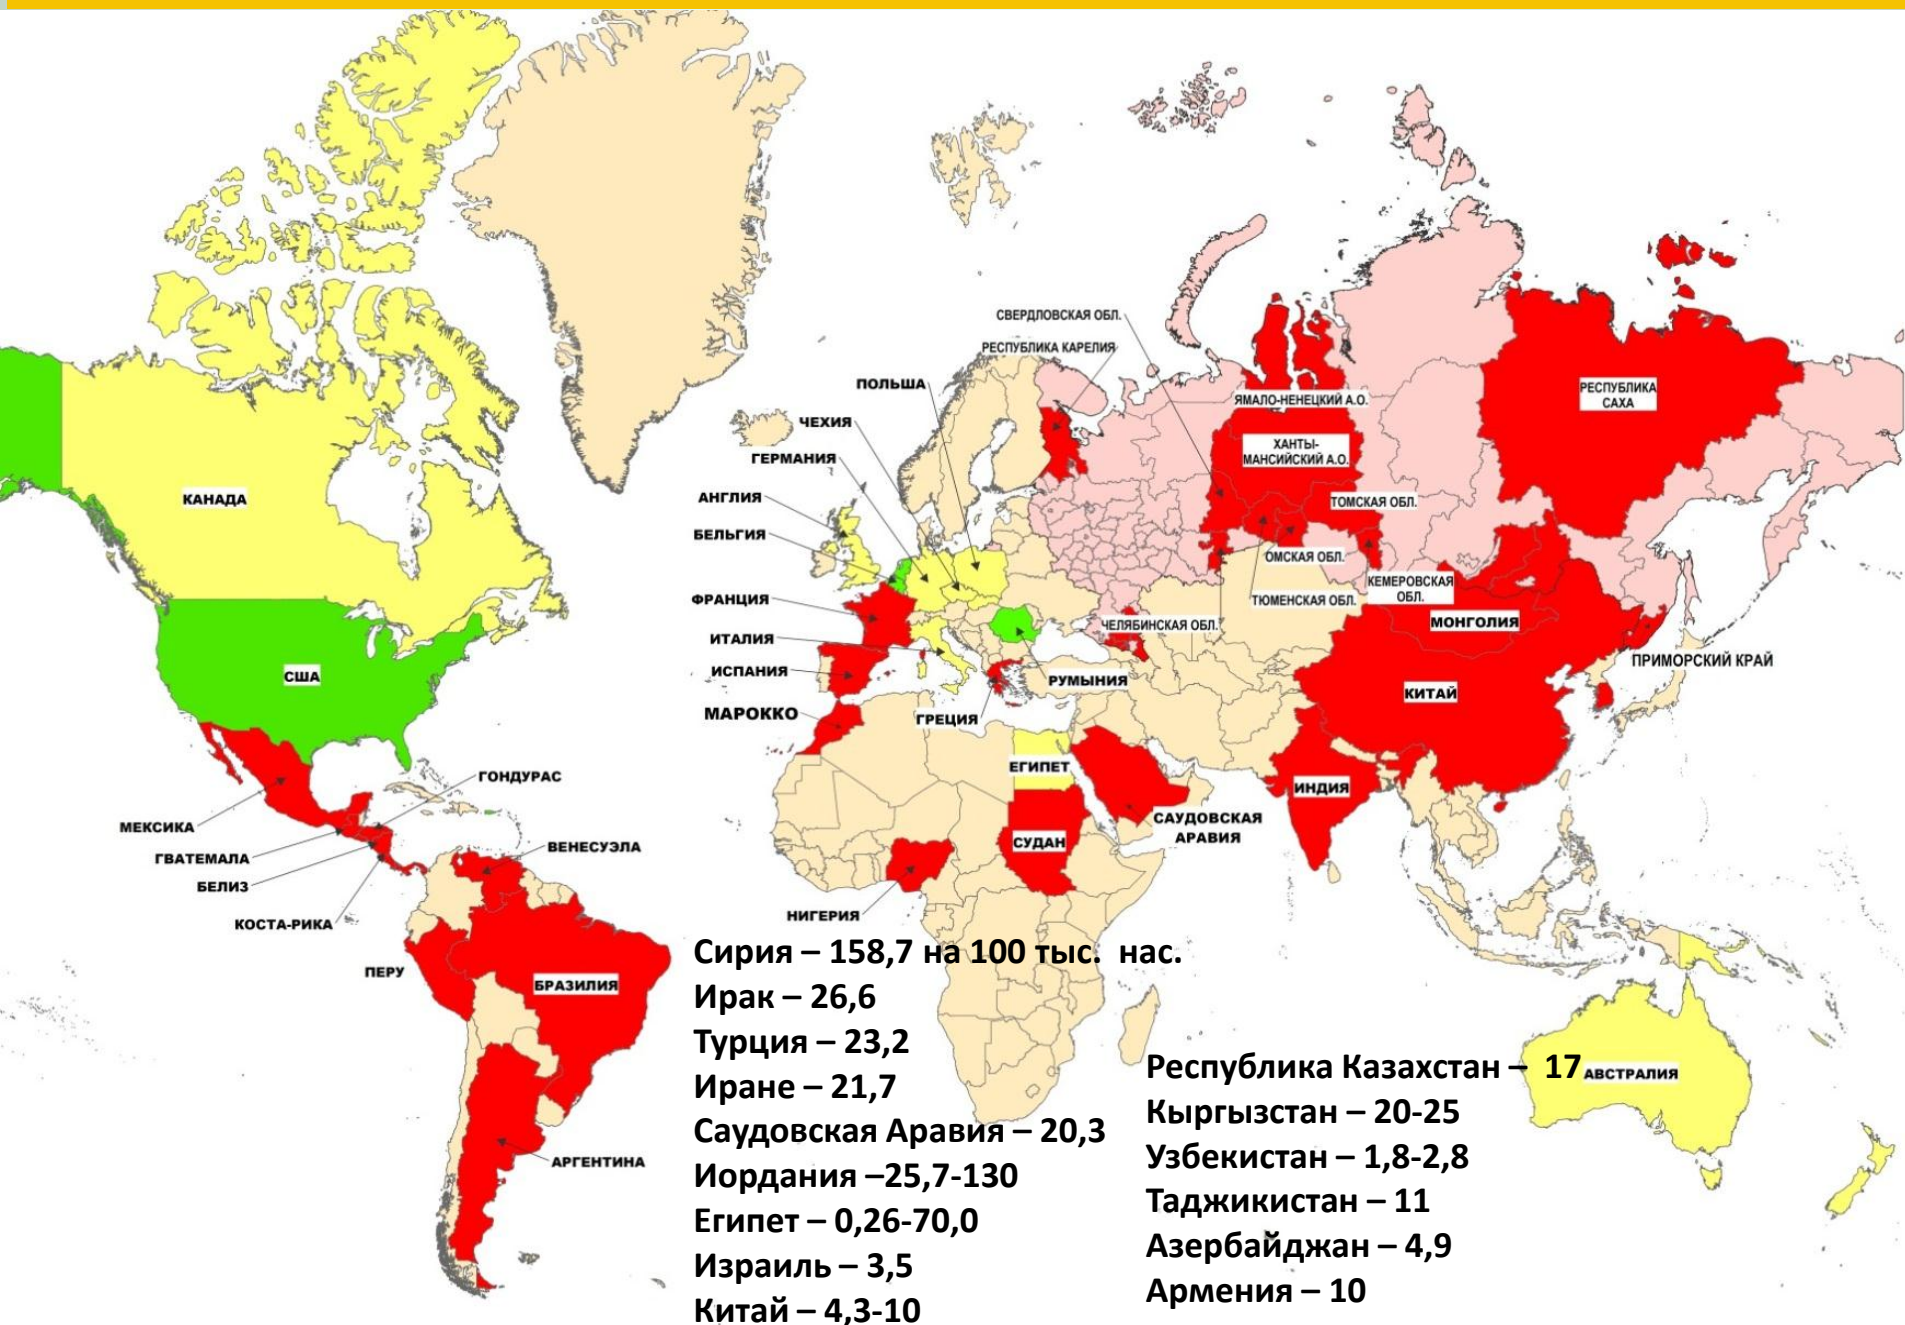 СВЕРДЛОВСКАЯ ОБЛ.
РЕСПУБЛИКА КАРЕЛИЯ
ПОЛЬША
ЯМАЛО-НЕНЕЦКИЙ А.О.
РЕСПУБЛИКА
САХА
ЧЕХИЯ
ХАНТЫ-
МАНСИЙСКИЙ А.О.
ГЕРМАНИЯ
КАНАДА
АНГЛИЯ
ТОМСКАЯ ОБЛ.
БЕЛЬГИЯ
ОМСКАЯ ОБЛ.
КЕМЕРОВСКАЯ
ОБЛ.
ФРАНЦИЯ
ТЮМЕНСКАЯ ОБЛ.
МОНГОЛИЯ
ЧЕЛЯБИНСКАЯ ОБЛ.
ИТАЛИЯ
ПРИМОРСКИЙ КРАЙ
США
ИСПАНИЯ
РУМЫНИЯ
КИТАЙ
МАРОККО
ГРЕЦИЯ
ЕГИПЕТ
ГОНДУРАС
ИНДИЯ
МЕКСИКА
САУДОВСКАЯ
АРАВИЯ
СУДАН
ГВАТЕМАЛА
ВЕНЕСУЭЛА
БЕЛИЗ
НИГЕРИЯ
КОСТА-РИКА
ПЕРУ
БРАЗИЛИЯ
АВСТРАЛИЯ
АРГЕНТИНА
Сирия – 158,7 на 100 тыс. нас.
Ирак – 26,6
Турция – 23,2
Иране – 21,7
Саудовская Аравия – 20,3
Иордания –25,7-130
Египет – 0,26-70,0
Израиль – 3,5
Китай – 4,3-10
Республика Казахстан – 17
Кыргызстан – 20-25
Узбекистан – 1,8-2,8
Таджикистан – 11
Азербайджан – 4,9
Армения – 10